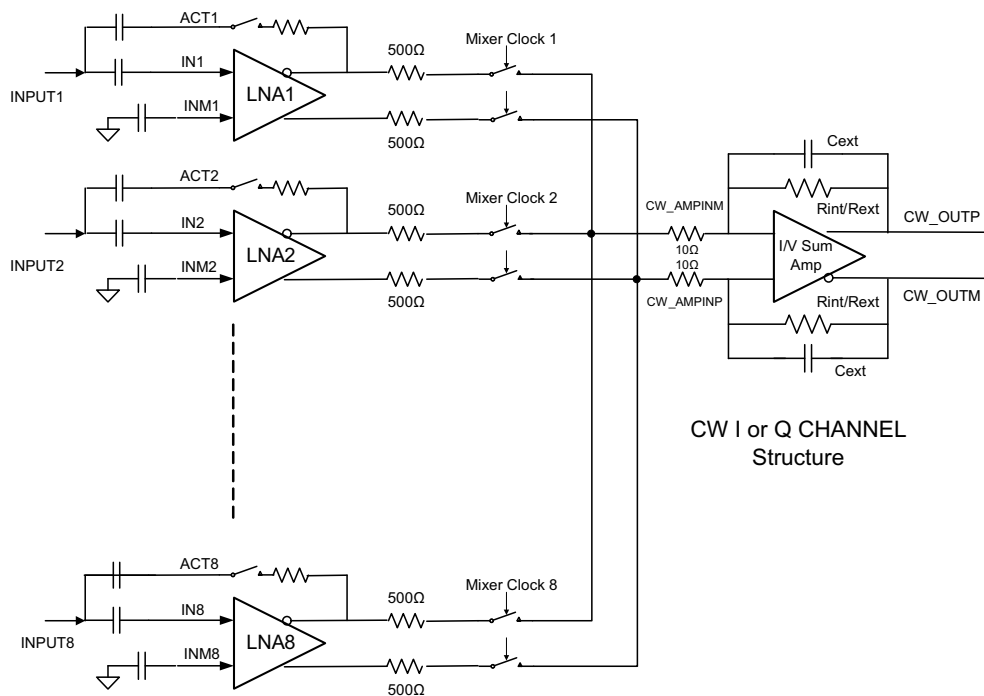 ACT1
500Ω
Mixer Clock 1
IN1
INPUT1
LNA1
INM1
500Ω
ACT2
500Ω
Mixer Clock 2
IN2
INPUT2
LNA2
INM2
500Ω
Cext
Rint/Rext
CW_AMPINM
CW_OUTP
10Ω
I/V Sum
Amp
10Ω
CW_AMPINP
CW_OUTM
Rint/Rext
Cext
CW I or Q CHANNEL
Structure
ACT8
500Ω
Mixer Clock 8
IN8
INPUT8
LNA8
INM8
500Ω